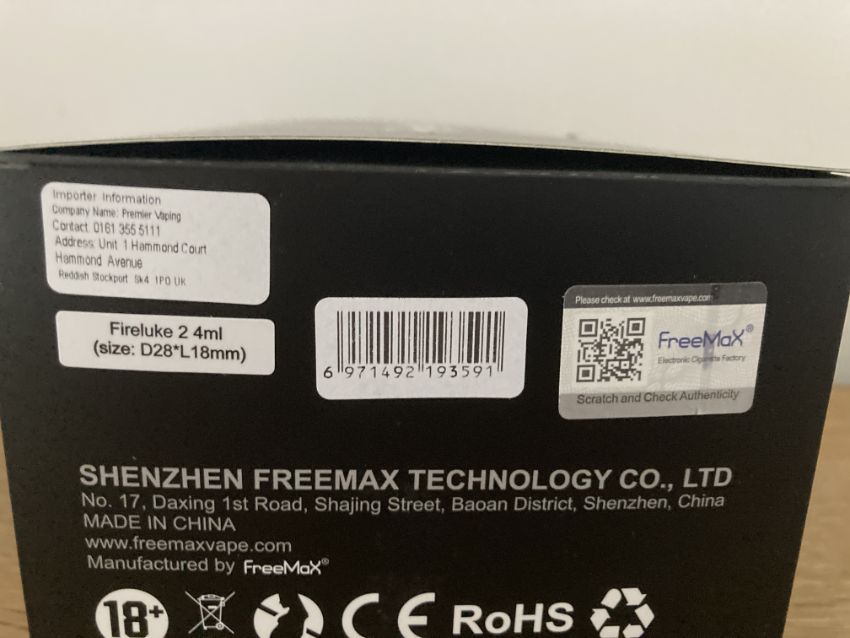 Importer Information
Company Name: Premier Vaping
Contact 0161 355 5111
Address: Unit 1 Hammond Court
Hammond Avenue
Reddish Stockport Sk4 1PO UK
Fireluke 2 4ml
(size: D28*L18mm)
6 971492 193591
Please check at www.freemaxvape.com
FreeMaX®
Electronic Cigarette Factory
Scratch and Check Authenticity
SHENZHEN FREEMAX TECHNOLOGY CO., LTD
No. 17, Daxing 1st Road, Shajing Street, Baoan District, Shenzhen, China
MADE IN CHINA
www.freemaxvape.com
Manufactured by FreeMaX®
18+ CE RoHS